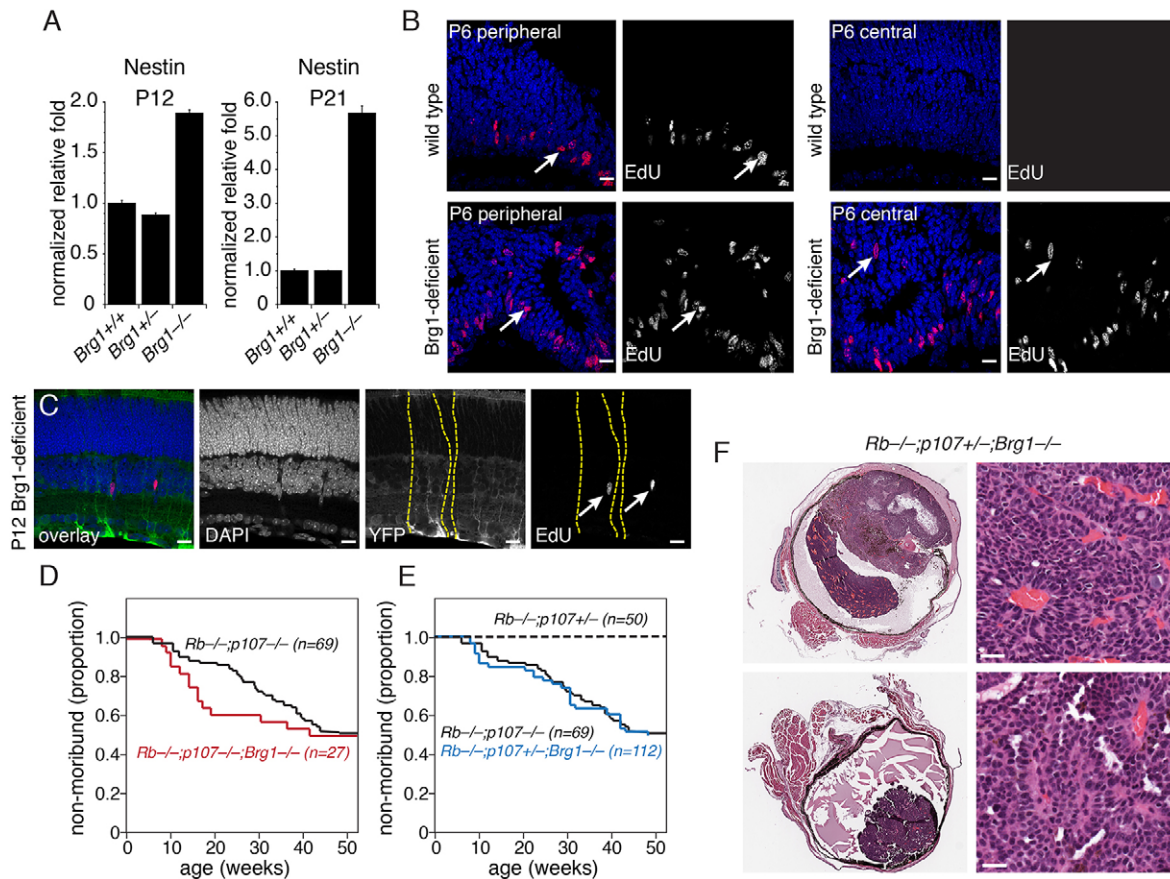 A
Nestin
P12
normalized relative fold
2.0
1.5
1.0
0.5
0
Brg1+/+
Brg1+/–
Brg1–/–
Nestin
P21
normalized relative fold
6.0
5.0
4.0
3.0
2.0
1.0
0
Brg1+/+
Brg1+/–
Brg1–/–
B
wild type
P6 peripheral
EdU
P6 central
EdU
Brg1-deficient
P6 peripheral
EdU
P6 central
EdU
C
P12 Brg1-deficient
overlay
DAPI
YFP
EdU
D
non-moribund (proportion)
1.0
0.8
0.6
0.4
0.2
0
Rb–/–;p107–/– (n=69)
Rb–/–;p107–/–;Brg1–/– (n=27)
0 10 20 30 40 50
age (weeks)
E
non-moribund (proportion)
1.0
0.8
0.6
0.4
0.2
0
Rb–/–;p107+/– (n=50)
Rb–/–;p107–/– (n=69)
Rb–/–;p107+/–;Brg1–/– (n=112)
0 10 20 30 40 50
age (weeks)
F
Rb–/–;p107+/–;Brg1–/–